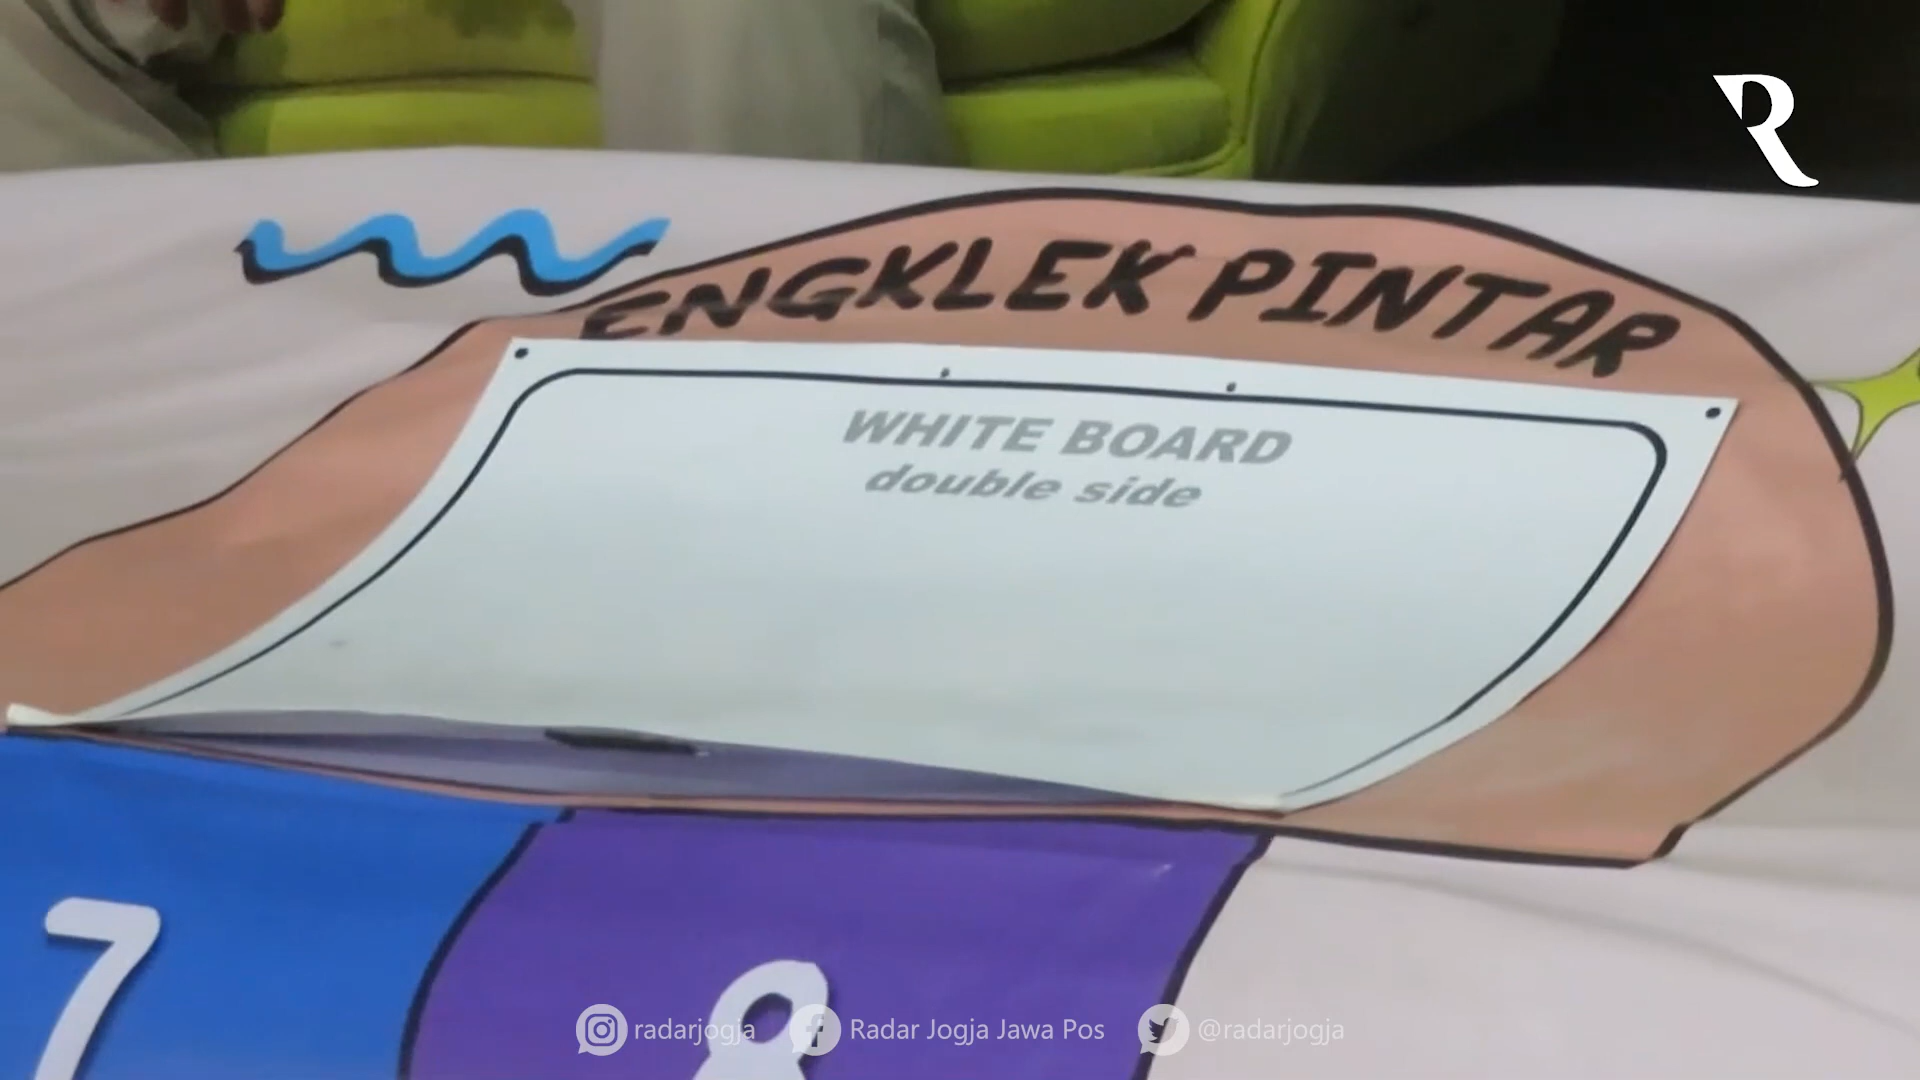 R
ENGKLEK PINTAR
WHITE BOARD
double side
7
8
radarjogja
Radar Jogja Jawa Pos
@radarjogja